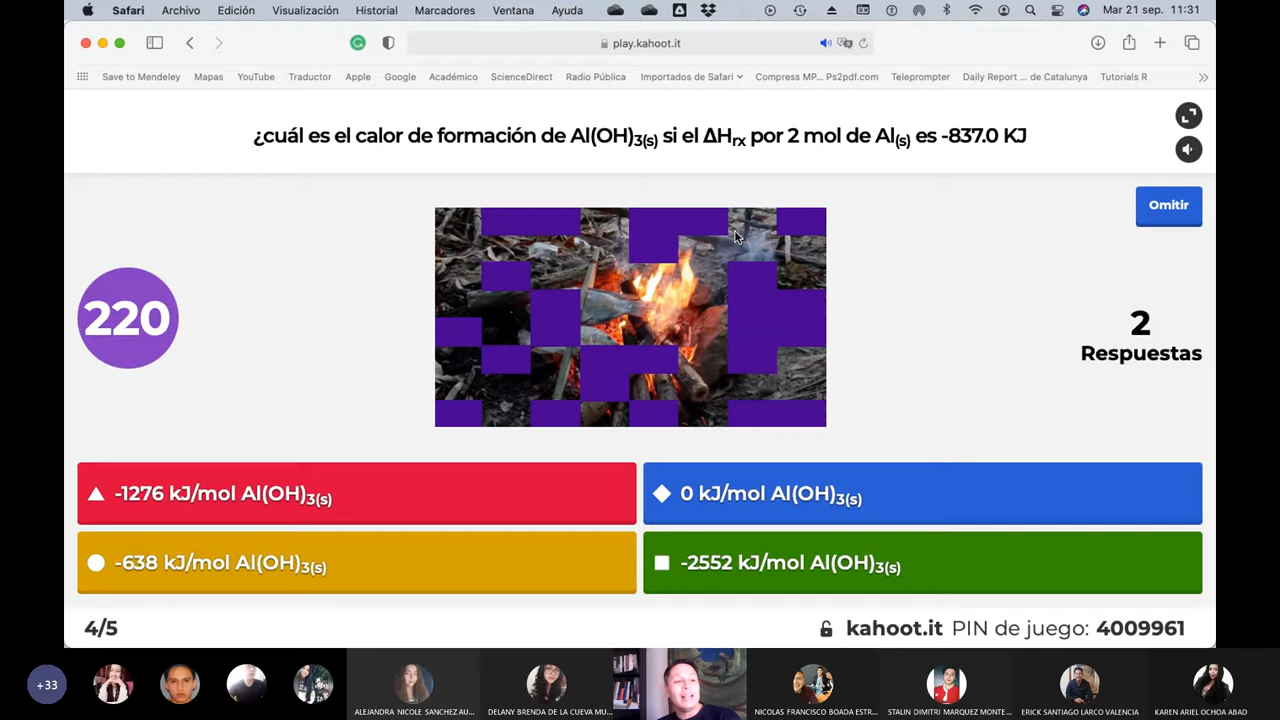 Safari Archivo Edición Visualización Historial Marcadores Ventana Ayuda Mar 21 sep. 11:31
play.kahoot.it
Save to Mendeley Mapas YouTube Traductor Apple Google Académico ScienceDirect Radio Pública Importados de Safari Compress MP... Ps2pdf.com Teleprompter Daily Report ... de Catalunya Tutorials R
¿cuál es el calor de formación de Al(OH)3(s) si el ΔHrx por 2 mol de Al(s) es -837.0 KJ
Omitir
220
2
Respuestas
-1276 kJ/mol Al(OH)3(s)
0 kJ/mol Al(OH)3(s)
-638 kJ/mol Al(OH)3(s)
-2552 kJ/mol Al(OH)3(s)
4/5
kahoot.it PIN de juego: 4009961
+33
ALEJANDRA NICOLE SANCHEZ AU...
DELANY BRENDA DE LA CUEVA MU...
NICOLAS FRANCISCO BOADA ESTR...
STALIN DIMITRI MARQUEZ MONTE...
ERICK SANTIAGO LARCO VALENCIA
KAREN ARIEL OCHOA ABAD